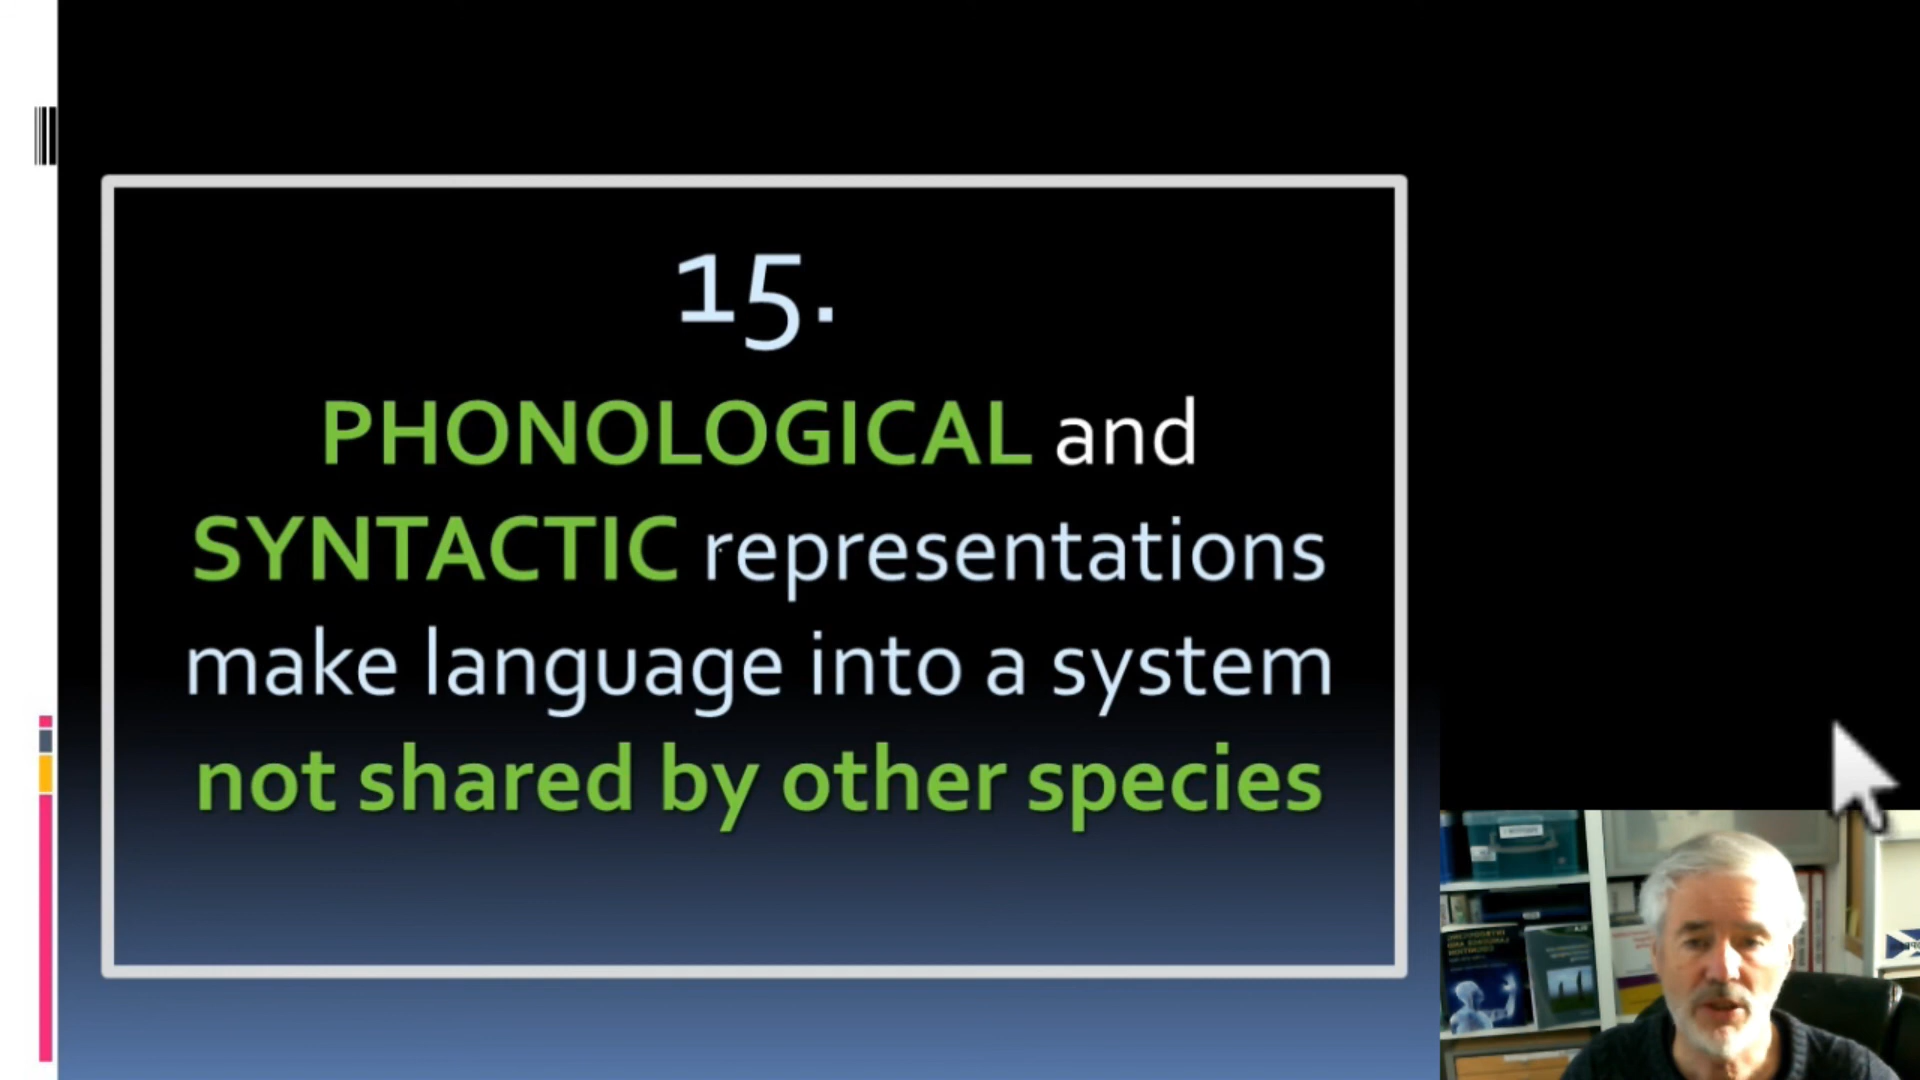 15.
PHONOLOGICAL and
SYNTACTIC representations
make language into a system
not shared by other species